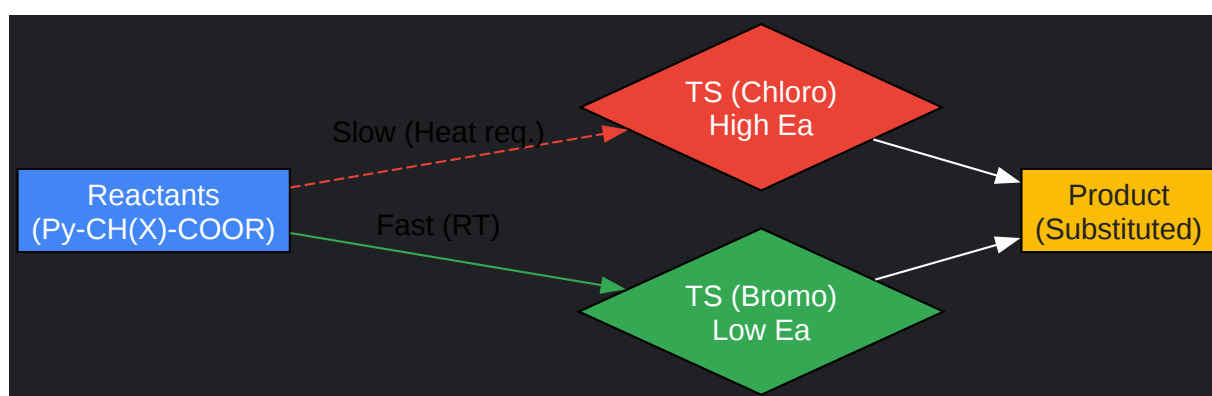 Reactants
(Py-CH(X)-COOR)
Slow (Heat req.)
Fast (RT)
TS (Chloro)
High Ea
TS (Bromo)
Low Ea
Product
(Substituted)